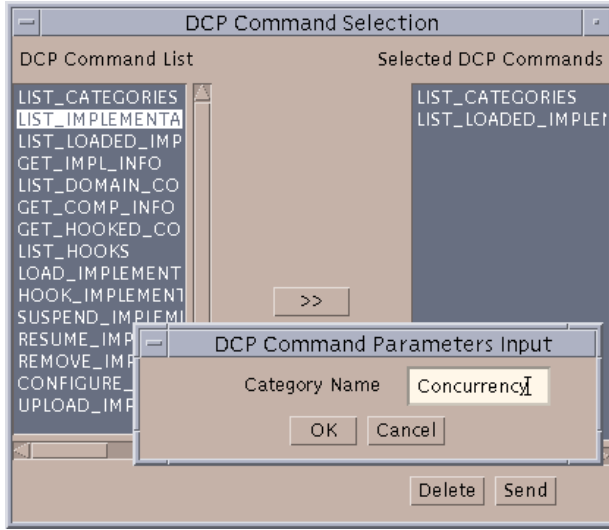 DCP Command Selection
DCP Command List
Selected DCP Commands
LIST_CATEGORIES
LIST_IMPLEMENTA
LIST_LOADED_IMP
GET_IMPL_INFO
LIST_DOMAIN_CO
GET_COMP_INFO
GET_HOOKED_CO
LIST_HOOKS
LOAD_IMPLEMENT
HOOK_IMPLEMENT
SUSPEND_IMPLEM
RESUME_IMP
REMOVE_IMP
CONFIGURE_
UPLOAD_IMP
>>
LIST_CATEGORIES
LIST_LOADED_IMPLEM
DCP Command Parameters Input
Category Name
Concurrency
OK
Cancel
Delete
Send